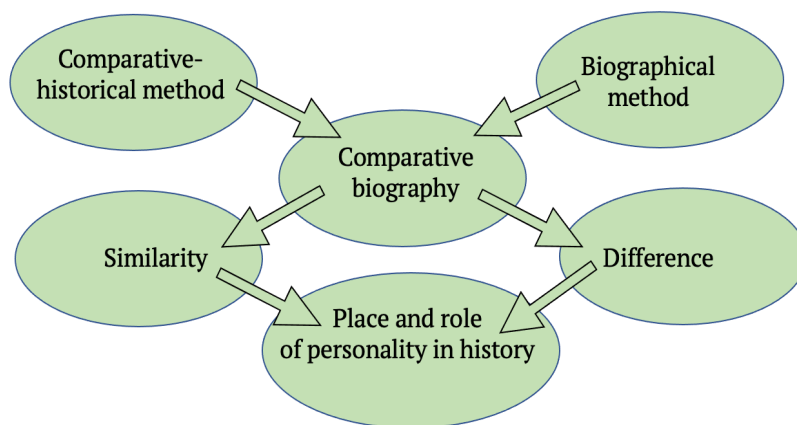 Comparative-
historical method
Biographical
method
Comparative
biography
Similarity
Difference
Place and role
of personality in history